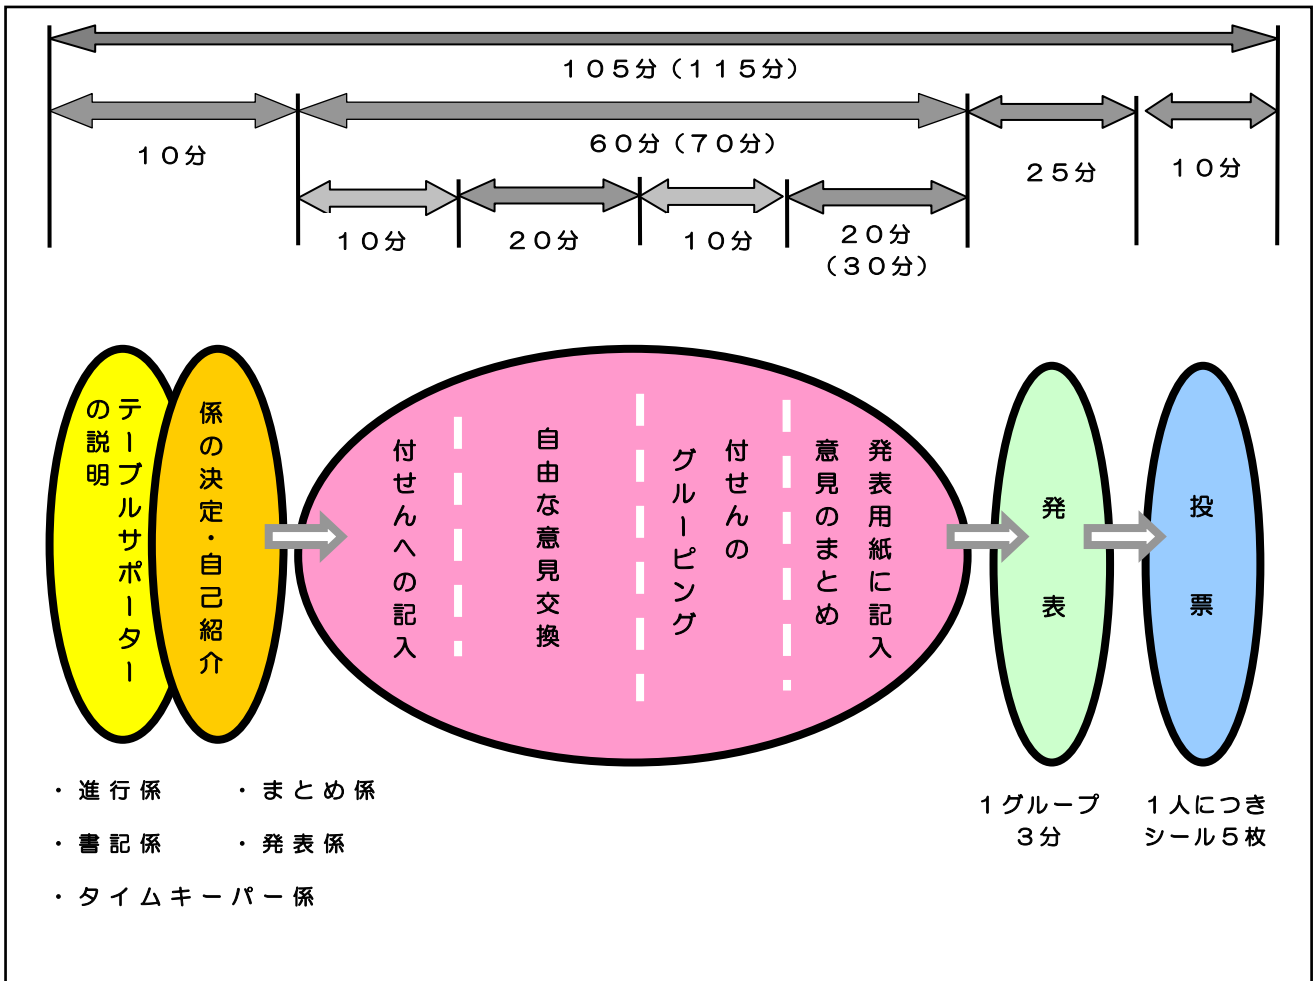 １０５分（１１５分）
１０分
６０分（７０分）
２５分
１０分
１０分
２０分
１０分
２０分
（３０分）
テーブルサポーター
の説明
係の決定・自己紹介
付せんへの記入
自由な意見交換
付せんの
グルーピング
発表用紙に記入
意見のまとめ
発表
投票
・進行係
・まとめ係
・書記係
・発表係
・タイムキーパー係
１グループ
３分
１人につき
シール５枚